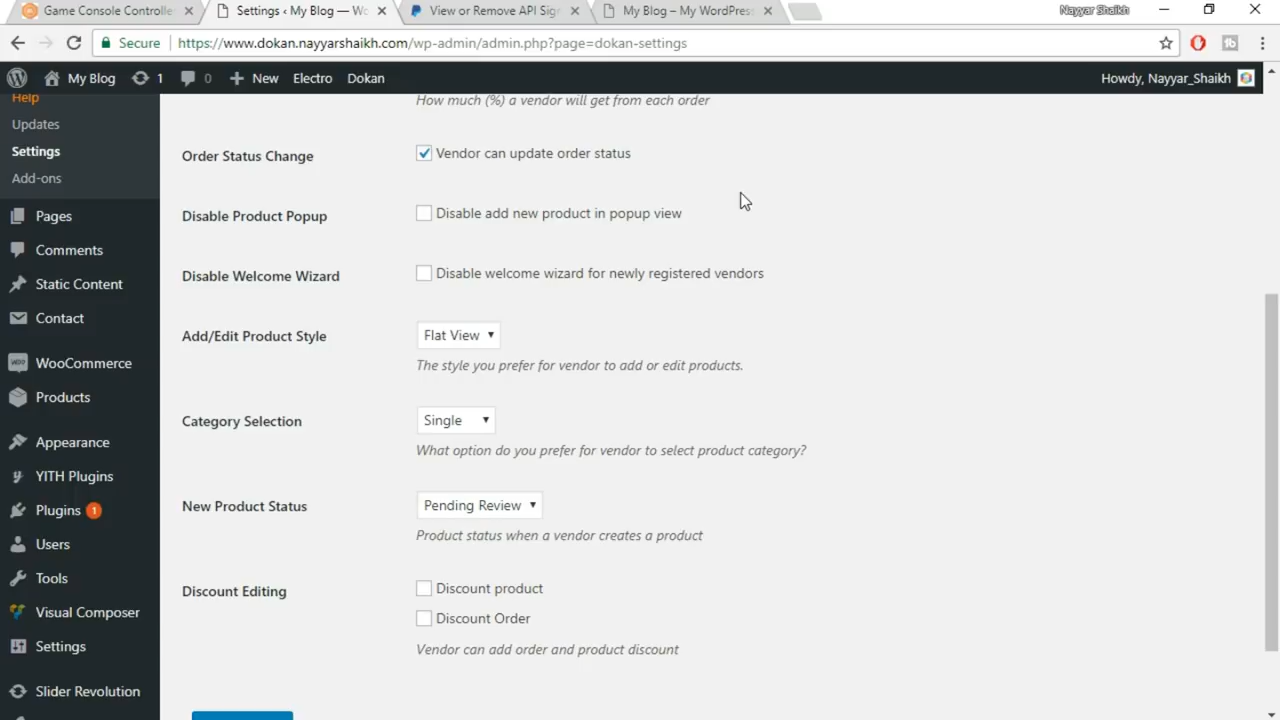 Game Console Controlle
Settings ‹ My Blog — Wo
View or Remove API Sig
My Blog – My WordPress
Nayyar Shaikh
Secure
https://www.dokan.nayyarshaikh.com/wp-admin/admin.php?page=dokan-settings
My Blog
1
0
New
Electro
Dokan
Howdy, Nayyar_Shaikh
Help
Updates
Settings
Add-ons
Pages
Comments
Static Content
Contact
WooCommerce
Products
Appearance
YITH Plugins
Plugins 1
Users
Tools
Visual Composer
Settings
Slider Revolution
How much (%) a vendor will get from each order
Order Status Change
Vendor can update order status
Disable Product Popup
Disable add new product in popup view
Disable Welcome Wizard
Disable welcome wizard for newly registered vendors
Add/Edit Product Style
Flat View
The style you prefer for vendor to add or edit products.
Category Selection
Single
What option do you prefer for vendor to select product category?
New Product Status
Pending Review
Product status when a vendor creates a product
Discount Editing
Discount product
Discount Order
Vendor can add order and product discount